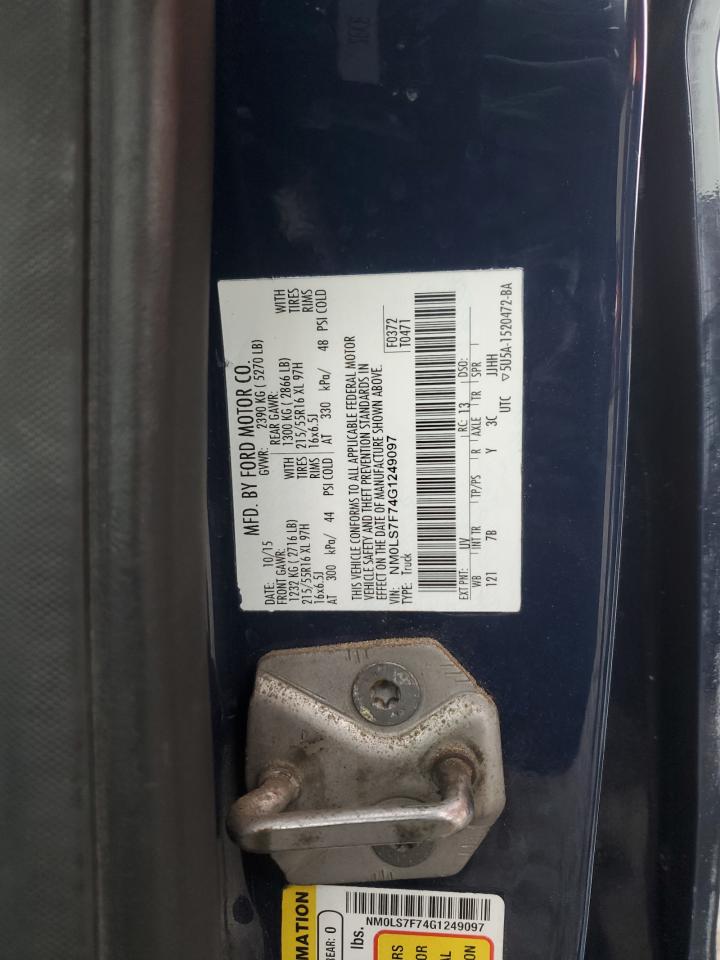 MFD. BY FORD MOTOR CO.
DATE: 10/15
GVWR: 2390 KG ( 5270 LB)
FRONT GAWR:
1232 KG ( 2716 LB)
215/55R16 XL 97H
16x6.5J
AT 300 kPa/ 44 PSI COLD
WITH
TIRES
RIMS
REAR GAWR:
1300 KG ( 2866 LB)
215/55R16 XL 97H
16x6.5J
AT 330 kPa/ 48 PSI COLD
WITH
TIRES
RIMS
THIS VEHICLE CONFORMS TO ALL APPLICABLE FEDERAL MOTOR
VEHICLE SAFETY AND THEFT PREVENTION STANDARDS IN
EFFECT ON THE DATE OF MANUFACTURE SHOWN ABOVE.
VIN: NM0LS7F74G1249097
TYPE: Truck
F0372
T0471
EXT PNT: UV RC: 13 DSO:
WB INT TR TP/PS R AXLE TR SPR
121 7B Y 3C JJHH
UTC ▽5U5A-1520472-BA
MATION
REAR: 0
lbs.
NM0LS7F74G1249097